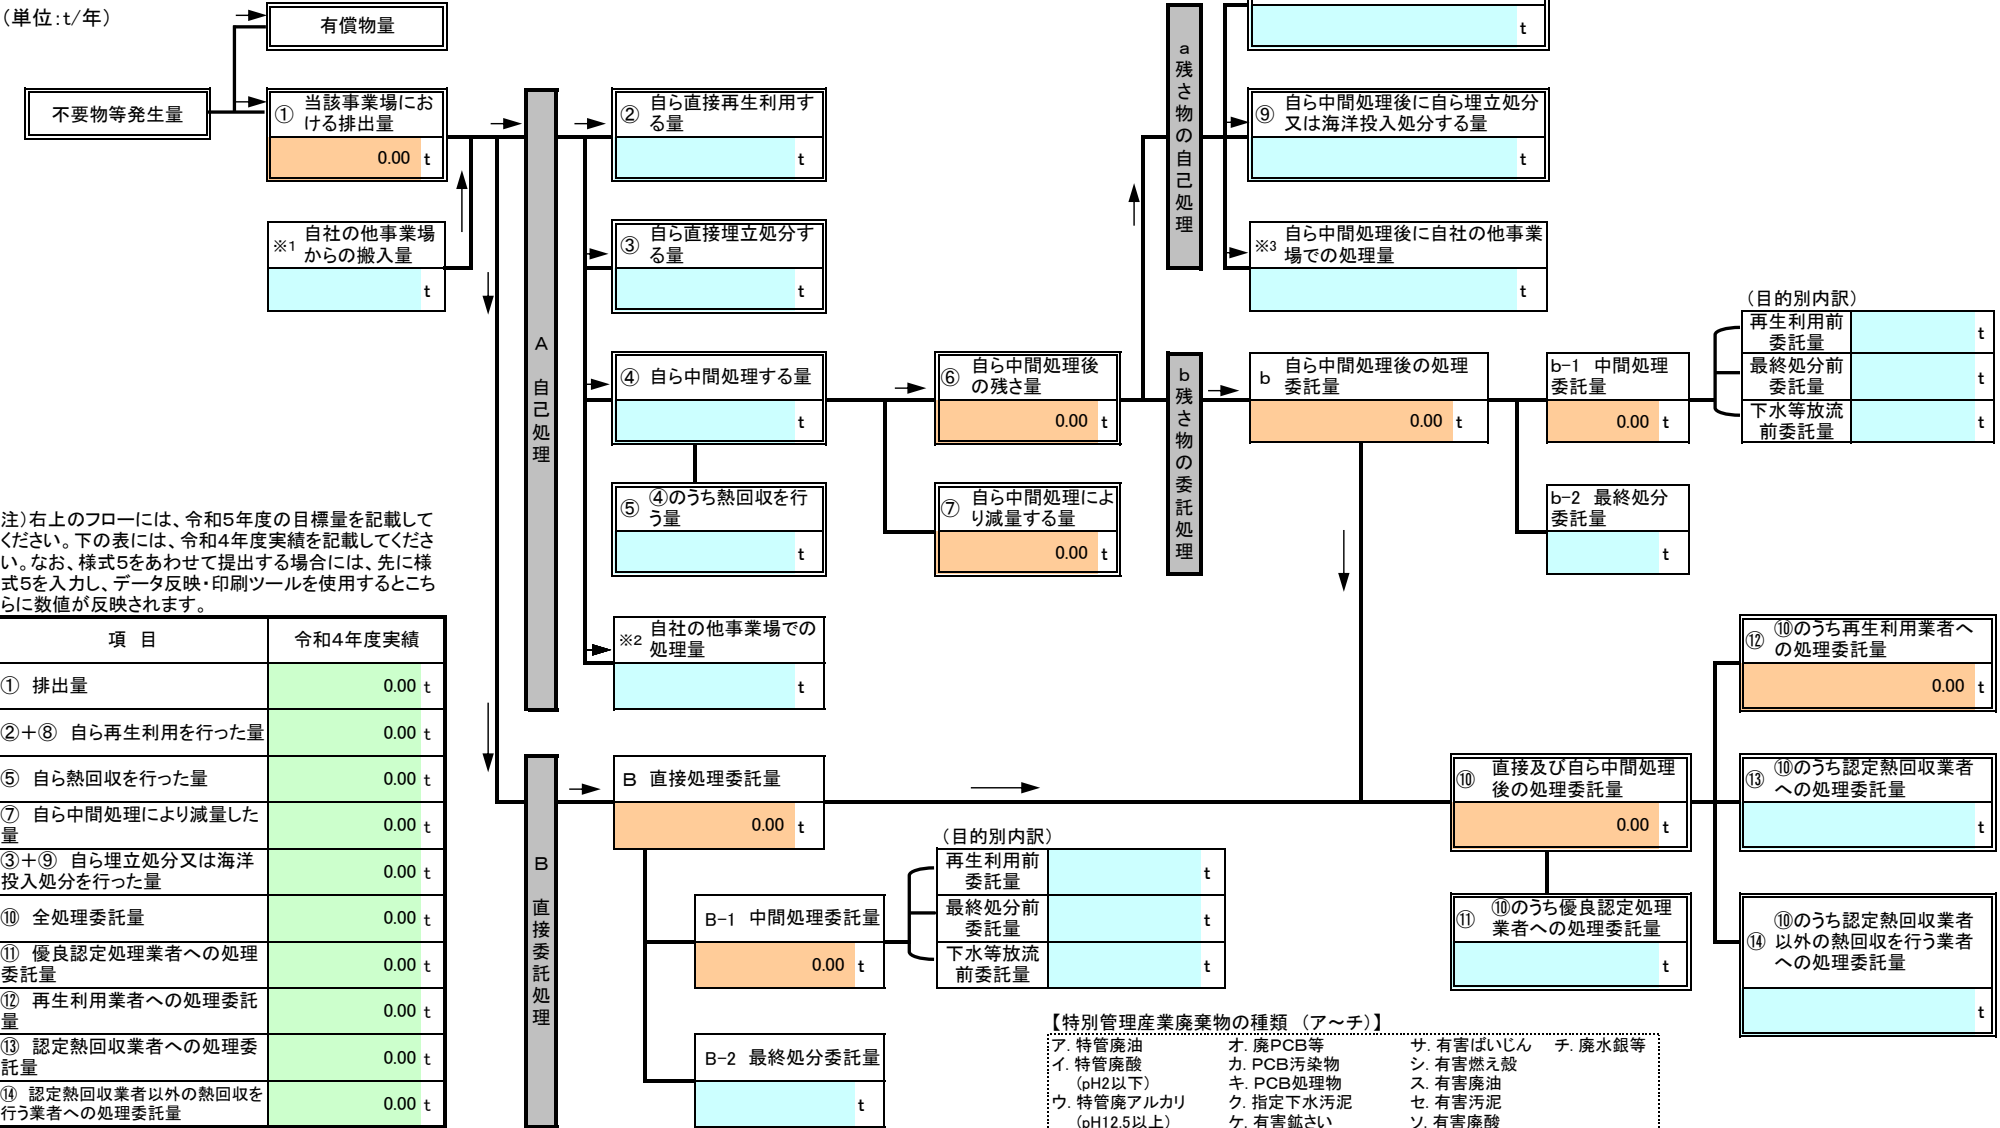 （単位：t/年）
有償物量
不要物等発生量
① 当該事業場にお
ける排出量
0.00 t
※1 自社の他事業場
からの搬入量
t
A 自己処理
② 自ら直接再生利用す
る量
t
③ 自ら直接埋立処分す
る量
t
④ 自ら中間処理する量
t
⑤ ④のうち熱回収を行
う量
t
※2 自社の他事業場での
処理量
t
⑥ 自ら中間処理後
の残さ量
0.00 t
⑦ 自ら中間処理によ
り減量する量
0.00 t
a残さ物の自己処理
t
⑨ 自ら中間処理後に自ら埋立処分
又は海洋投入処分する量
t
※3 自ら中間処理後に自社の他事業
場での処理量
t
b残さ物の委託処理
b 自ら中間処理後の処理
委託量
0.00 t
b-1 中間処理
委託量
0.00 t
b-2 最終処分
委託量
t
（目的別内訳）
再生利用前
委託量
t
最終処分前
委託量
t
下水等放流
前委託量
t
注）右上のフローには、令和5年度の目標量を記載して
ください。下の表には、令和4年度実績を記載してくださ
い。なお、様式5をあわせて提出する場合には、先に様
式5を入力し、データ反映・印刷ツールを使用するとこち
らに数値が反映されます。
項 目 令和4年度実績
① 排出量 0.00 t
②＋⑧ 自ら再生利用を行った量 0.00 t
⑤ 自ら熱回収を行った量 0.00 t
⑦ 自ら中間処理により減量した
量 0.00 t
③＋⑨ 自ら埋立処分又は海洋
投入処分を行った量 0.00 t
⑩ 全処理委託量 0.00 t
⑪ 優良認定処理業者への処理
委託量 0.00 t
⑫ 再生利用業者への処理委託
量 0.00 t
⑬ 認定熱回収業者への処理委
託量 0.00 t
⑭ 認定熱回収業者以外の熱回収を
行う業者への処理委託量 0.00 t
B 直接委託処理
B 直接処理委託量
0.00 t
B-1 中間処理委託量
0.00 t
B-2 最終処分委託量
t
（目的別内訳）
再生利用前
委託量
t
最終処分前
委託量
t
下水等放流
前委託量
t
⑩ 直接及び自ら中間処理
後の処理委託量
0.00 t
⑪ ⑩のうち優良認定処理
業者への処理委託量
t
⑫ ⑩のうち再生利用業者へ
の処理委託量
0.00 t
⑬ ⑩のうち認定熱回収業者
への処理委託量
t
⑭ ⑩のうち認定熱回収業者
以外の熱回収を行う業者
への処理委託量
t
【特別管理産業廃棄物の種類 （ア～チ）】
ア. 特管廃油 オ. 廃PCB等 サ. 有害ばいじん チ. 廃水銀等
イ. 特管廃酸 カ. PCB汚染物 シ. 有害燃え殻
（pH2以下） キ. PCB処理物 ス. 有害廃油
ウ. 特管廃アルカリ ク. 指定下水汚泥 セ. 有害汚泥
（pH12.5以上） ケ. 有害鉱さい ソ. 有害廃酸